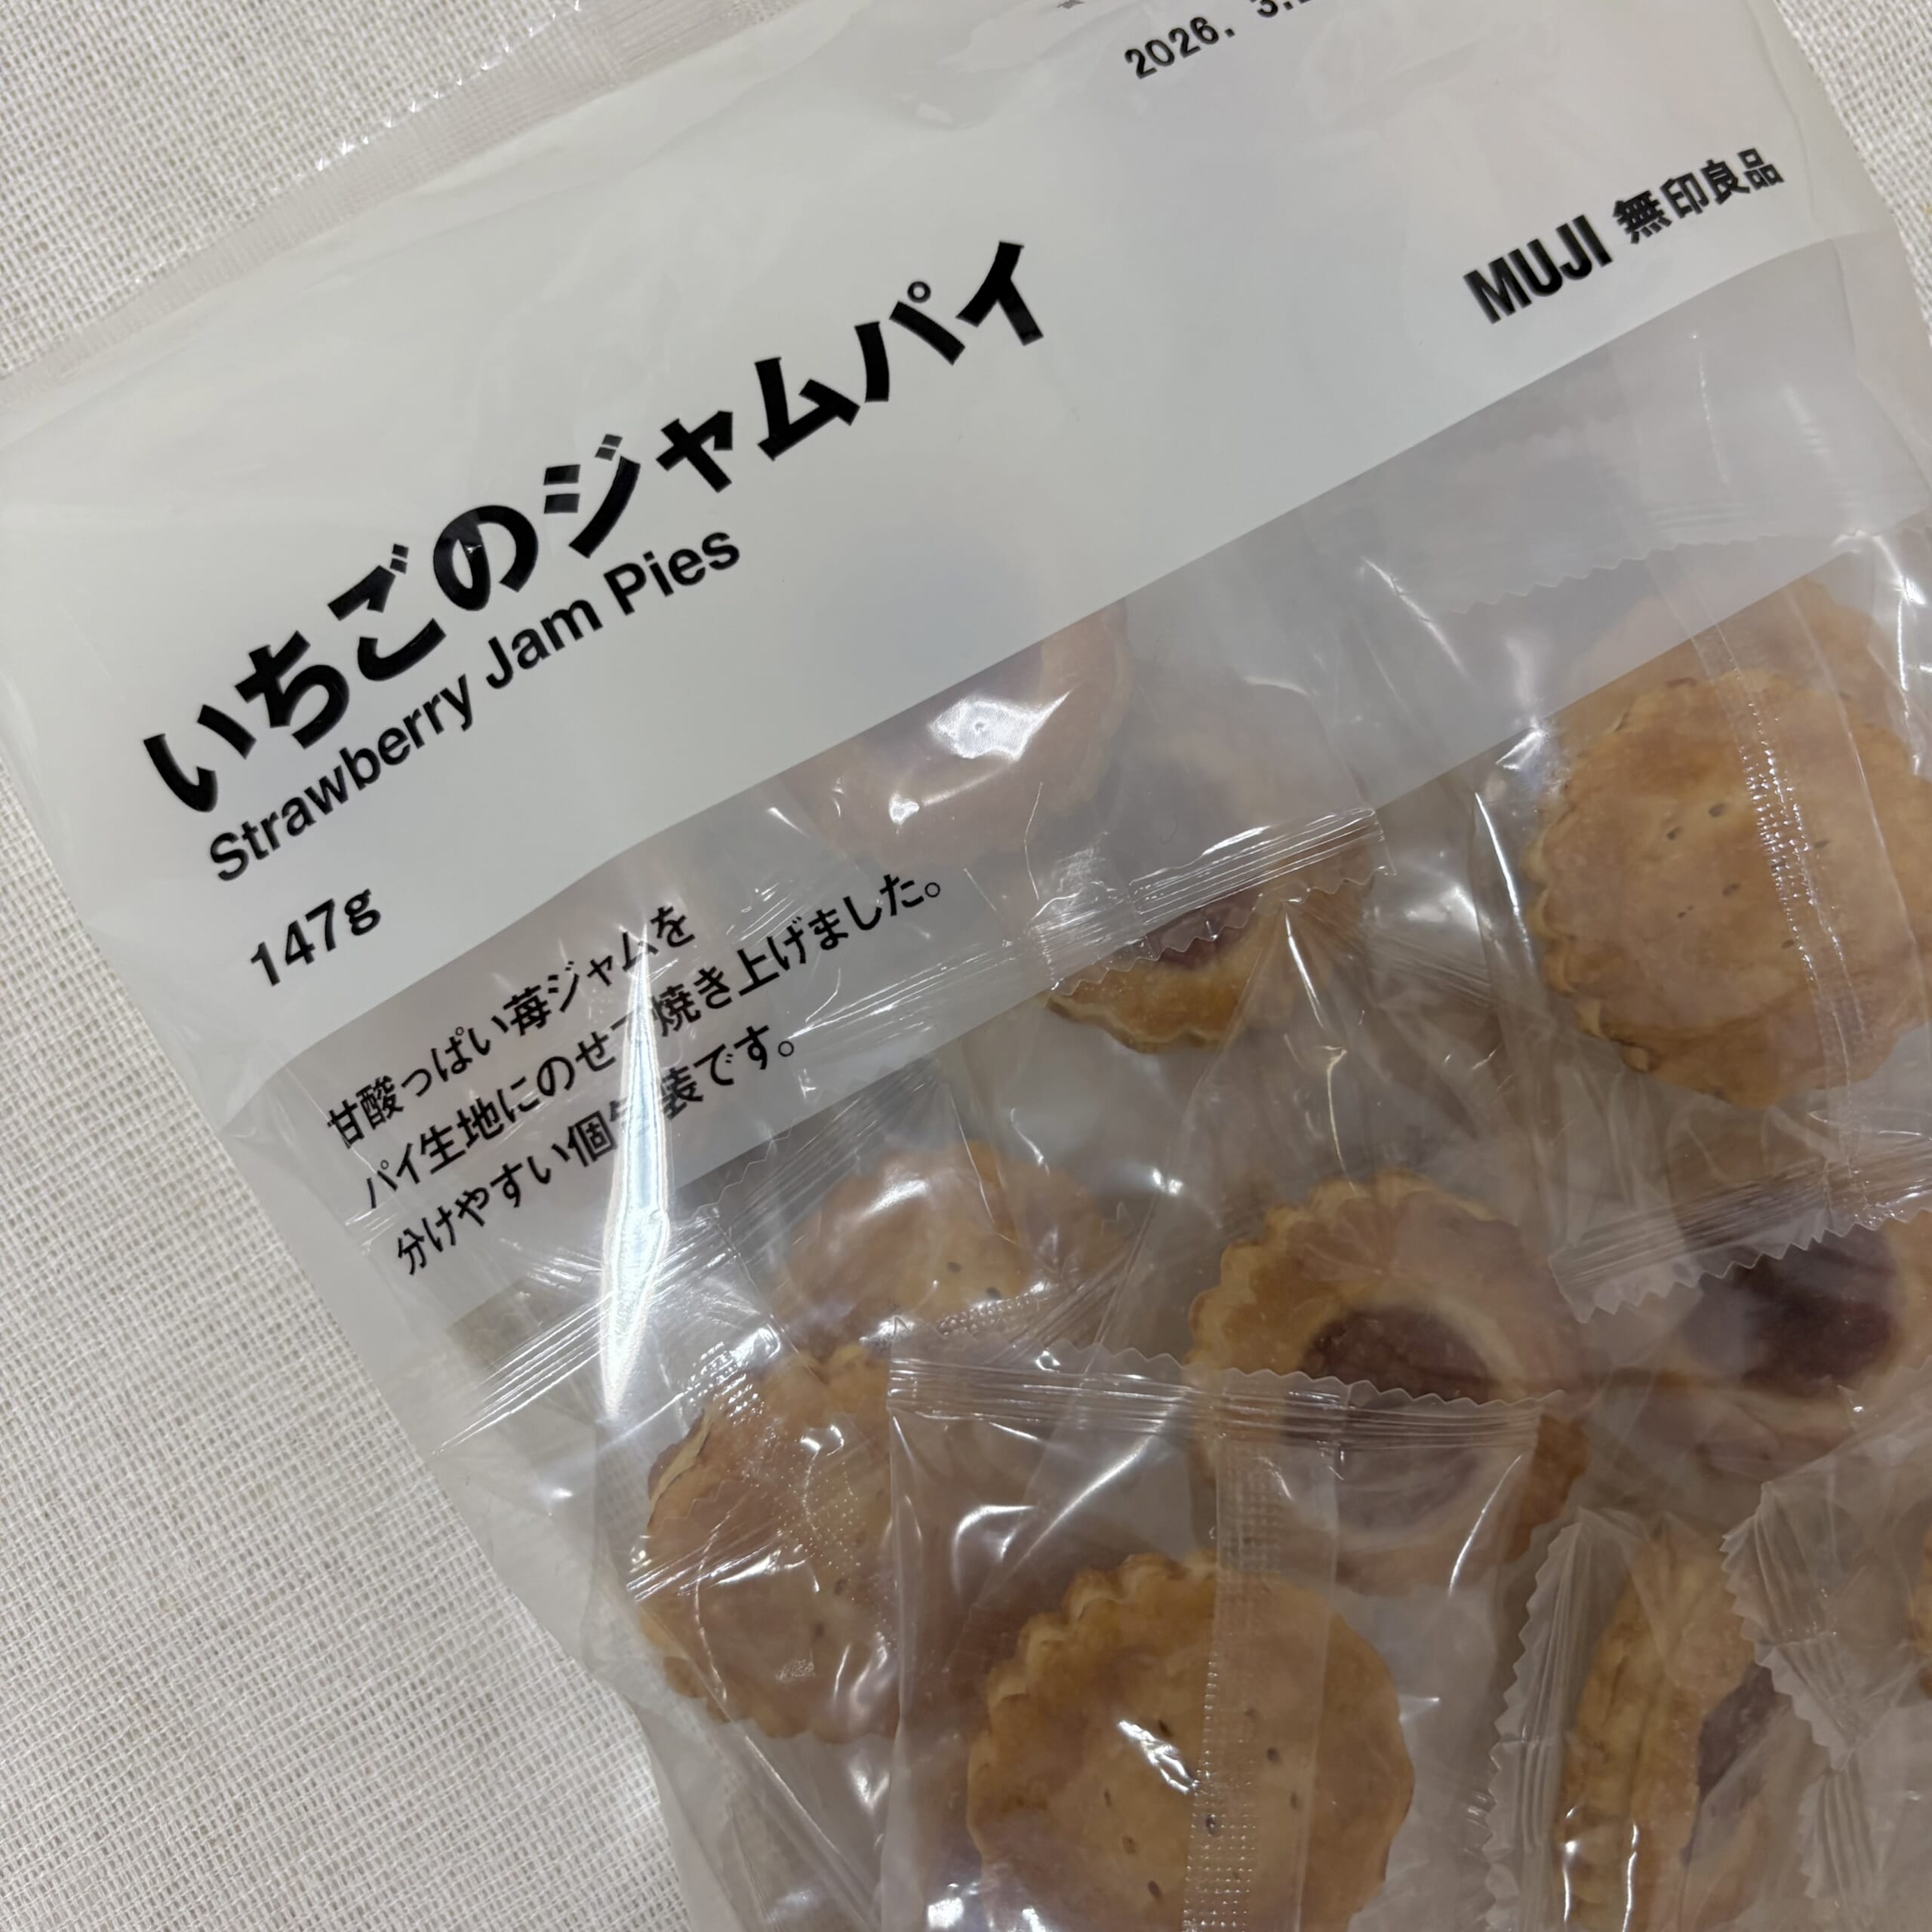 2026. 3.
MUJI 無印良品
いちごのジャムパイ
Strawberry Jam Pies
147g
甘酸っぱい苺ジャムを
パイ生地にのせて焼き上げました。
分けやすい個包装です。